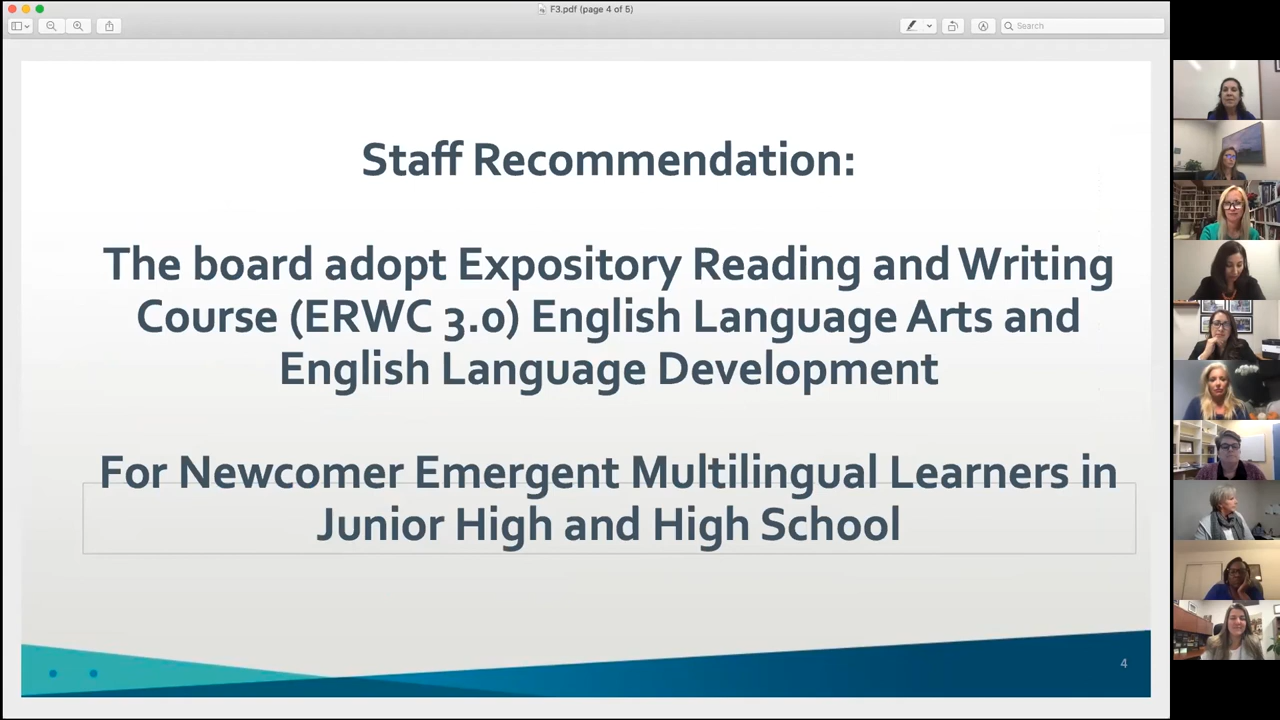 F3.pdf (page 4 of 5)
Search
Staff Recommendation:
The board adopt Expository Reading and Writing
Course (ERWC 3.0) English Language Arts and
English Language Development
For Newcomer Emergent Multilingual Learners in
Junior High and High School
4